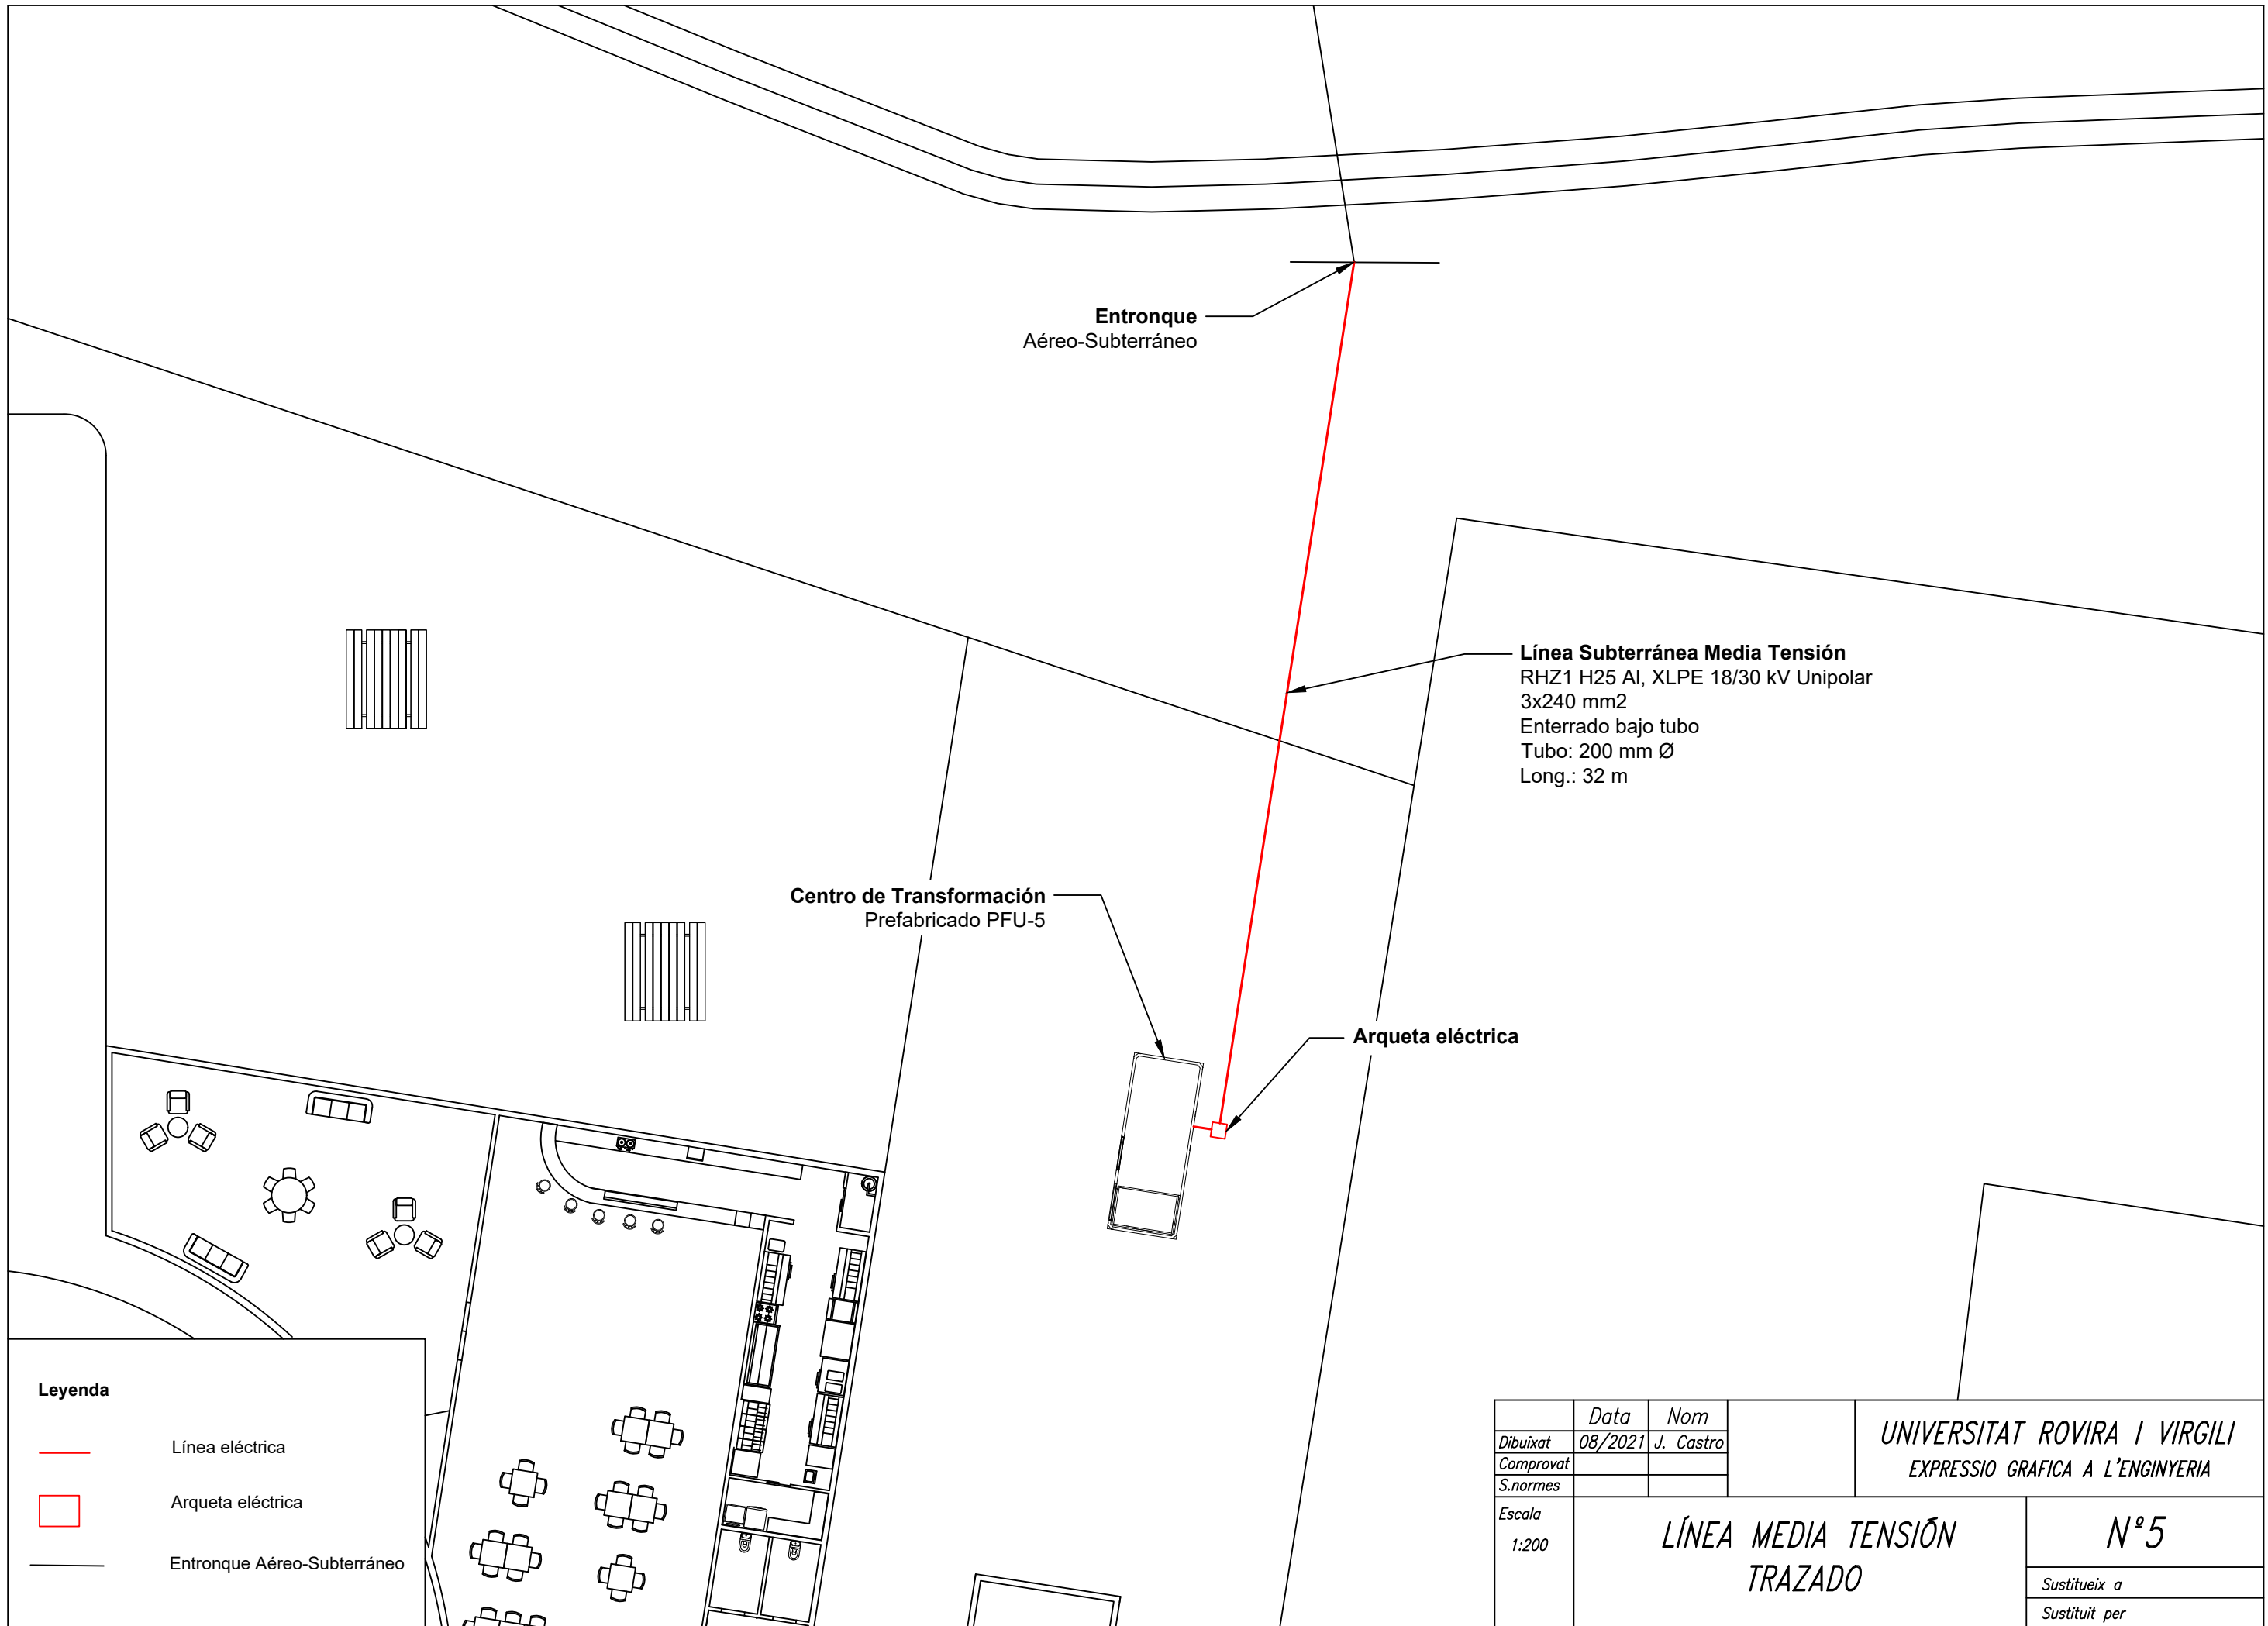 Entronque
Aéreo-Subterráneo
Línea Subterránea Media Tensión
RHZ1 H25 Al, XLPE 18/30 kV Unipolar
3x240 mm2
Enterrado bajo tubo
Tubo: 200 mm Ø
Long.: 32 m
Centro de Transformación
Prefabricado PFU-5
Arqueta eléctrica
Leyenda
Línea eléctrica
Arqueta eléctrica
Entronque Aéreo-Subterráneo
Data Nom
Dibuixat 08/2021 J. Castro
Comprovat
S.normes
UNIVERSITAT ROVIRA I VIRGILI
EXPRESSIO GRAFICA A L'ENGINYERIA
Escala
1:200
LÍNEA MEDIA TENSIÓN
TRAZADO
Nº5
Sustitueix a
Sustituit per